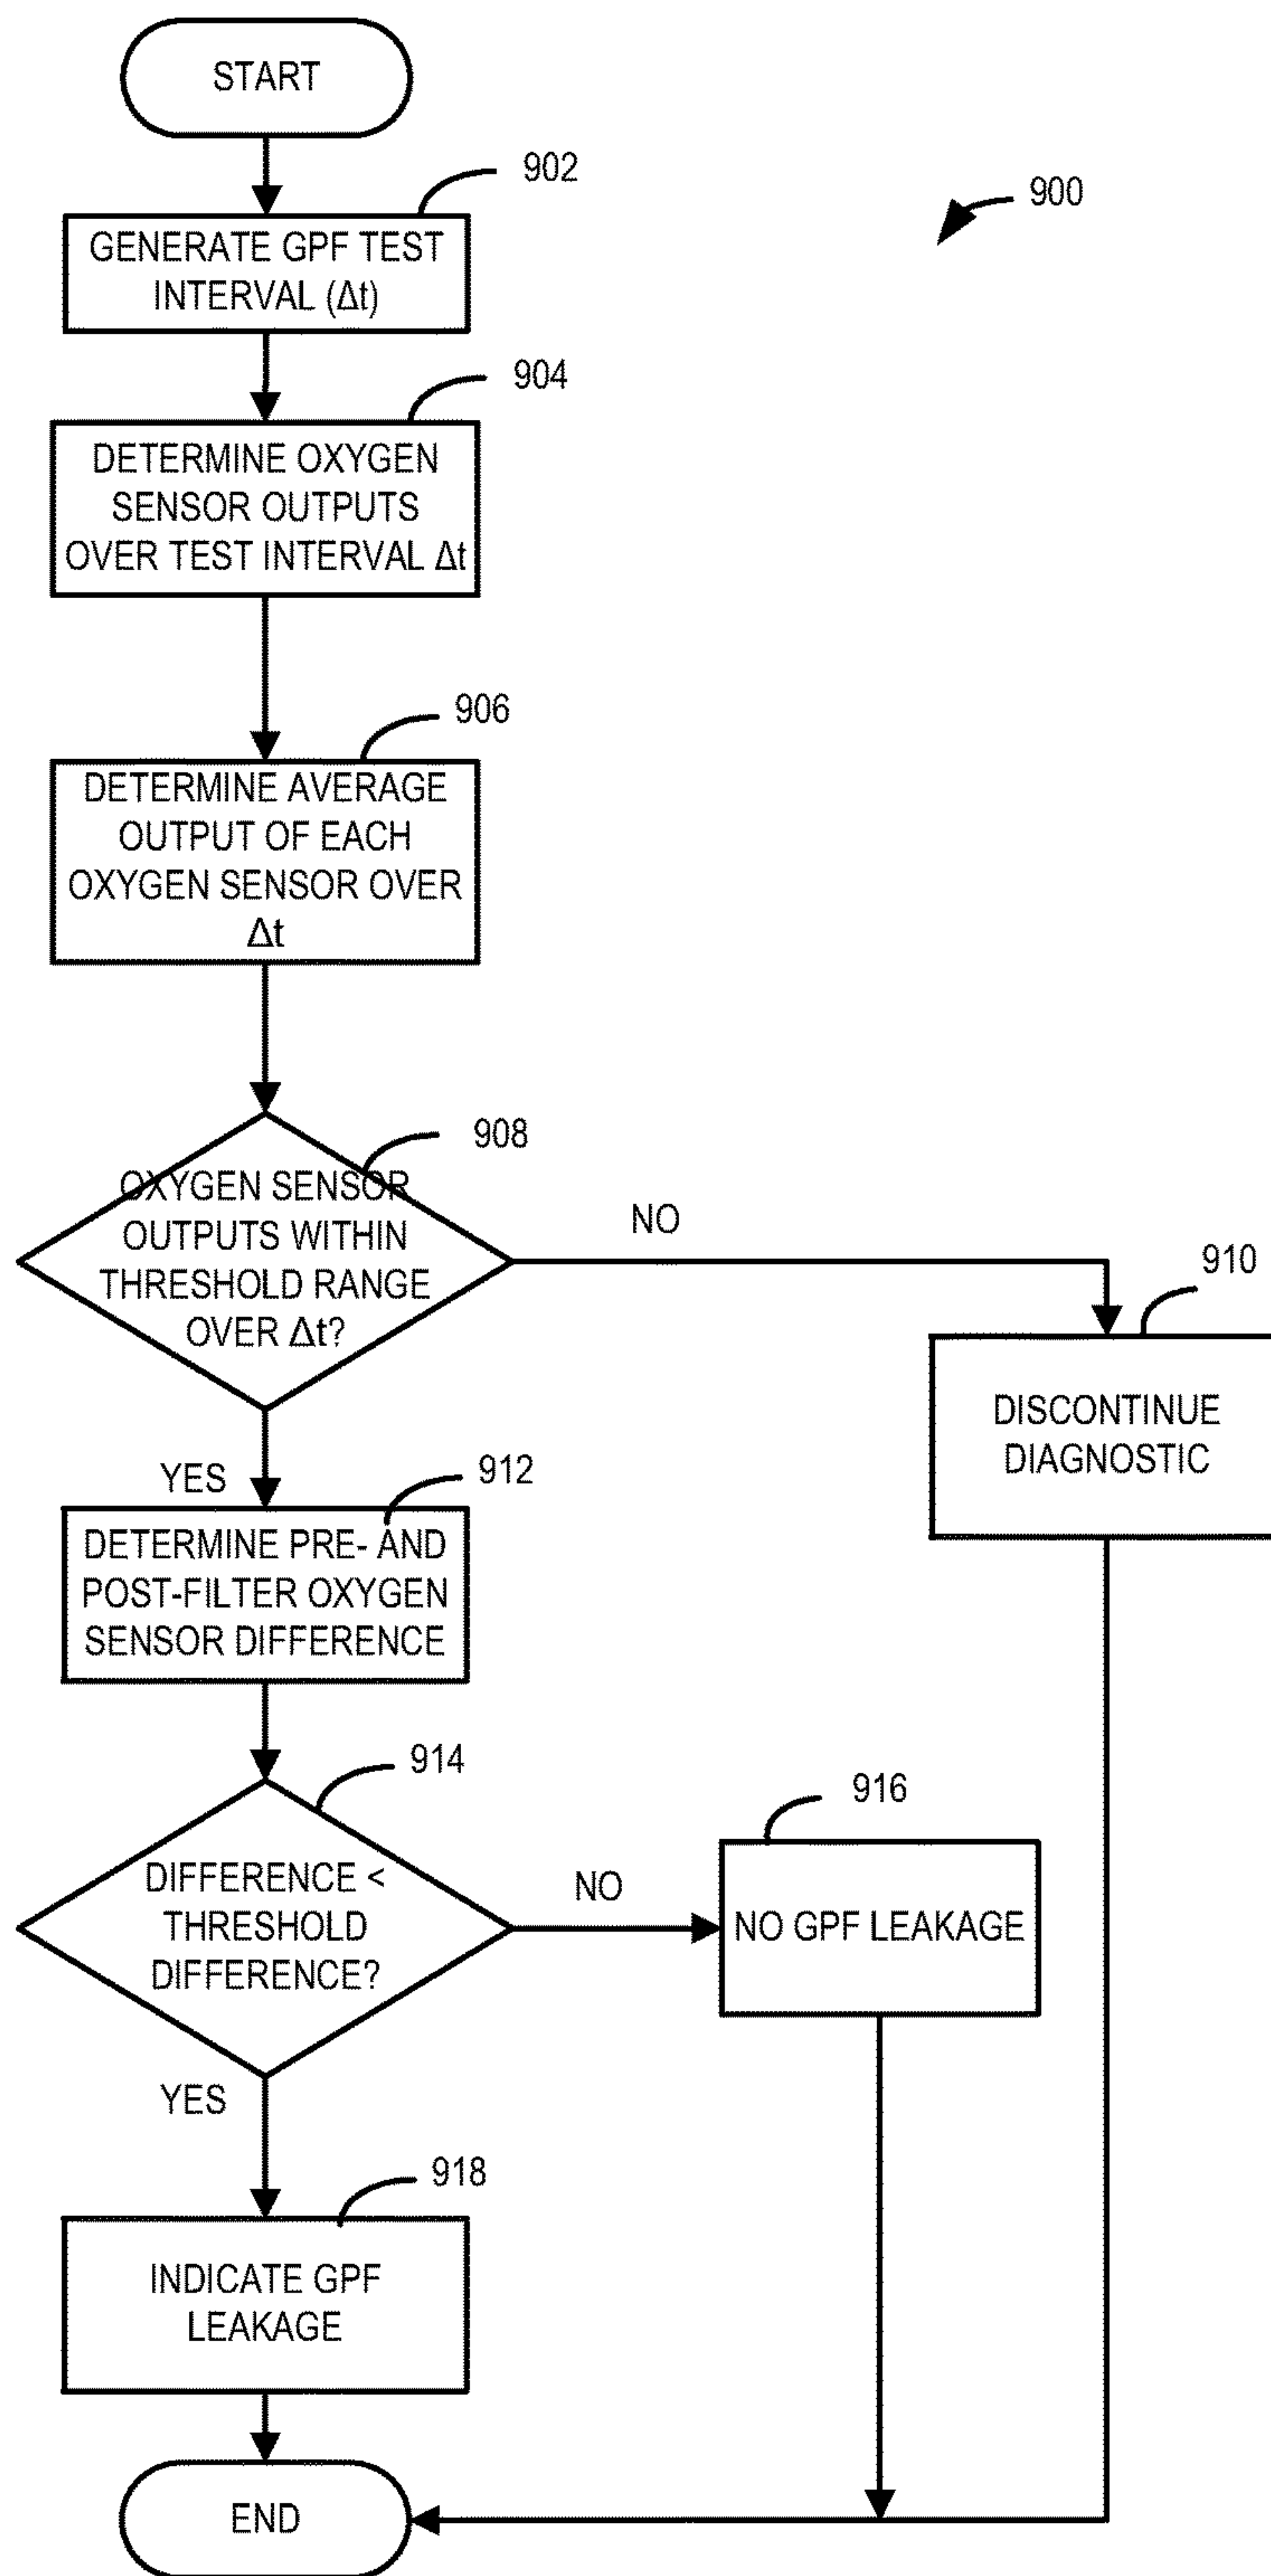 START
902
900
GENERATE GPF TEST
INTERVAL (Δt)
904
DETERMINE OXYGEN
SENSOR OUTPUTS
OVER TEST INTERVAL Δt
906
DETERMINE AVERAGE
OUTPUT OF EACH
OXYGEN SENSOR OVER
Δt
908
OXYGEN SENSOR
OUTPUTS WITHIN
THRESHOLD RANGE
OVER Δt?
NO
910
DISCONTINUE
DIAGNOSTIC
YES
912
DETERMINE PRE- AND
POST-FILTER OXYGEN
SENSOR DIFFERENCE
914
DIFFERENCE <
THRESHOLD
DIFFERENCE?
NO
916
NO GPF LEAKAGE
YES
918
INDICATE GPF
LEAKAGE
END